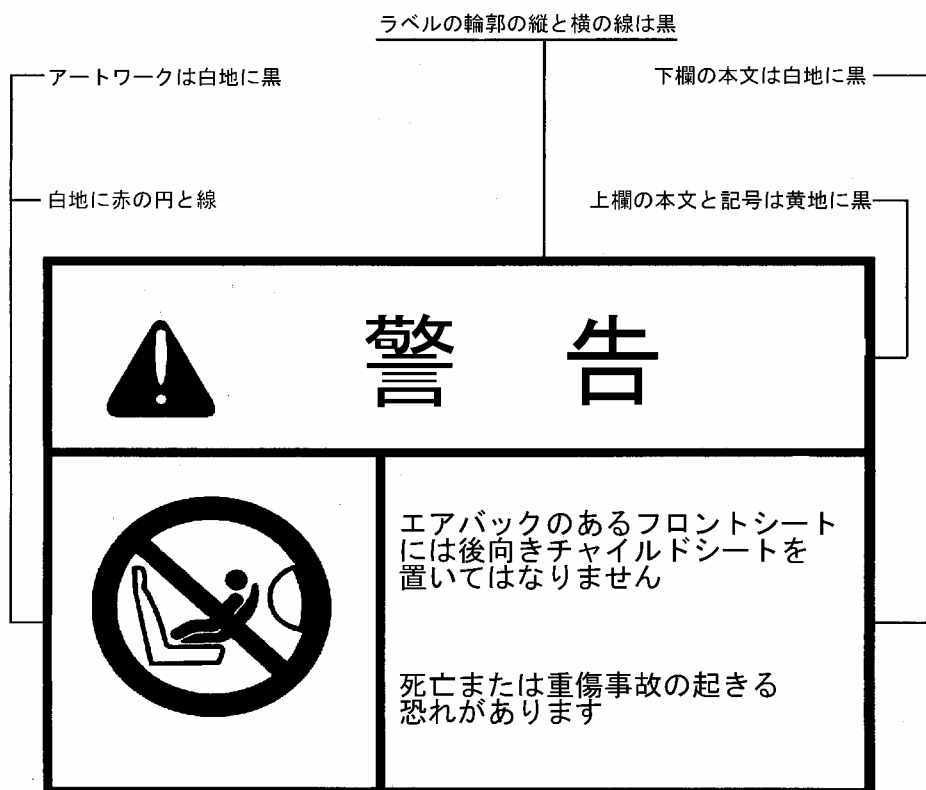 ラベルの輪郭の縦と横の線は黒
アートワークは白地に黒
下欄の本文は白地に黒
白地に赤の円と線
上欄の本文と記号は黄地に黒
警告
エアバックのあるフロントシート
には後向きチャイルドシートを
置いてはなりません
死亡または重傷事故の起きる
恐れがあります